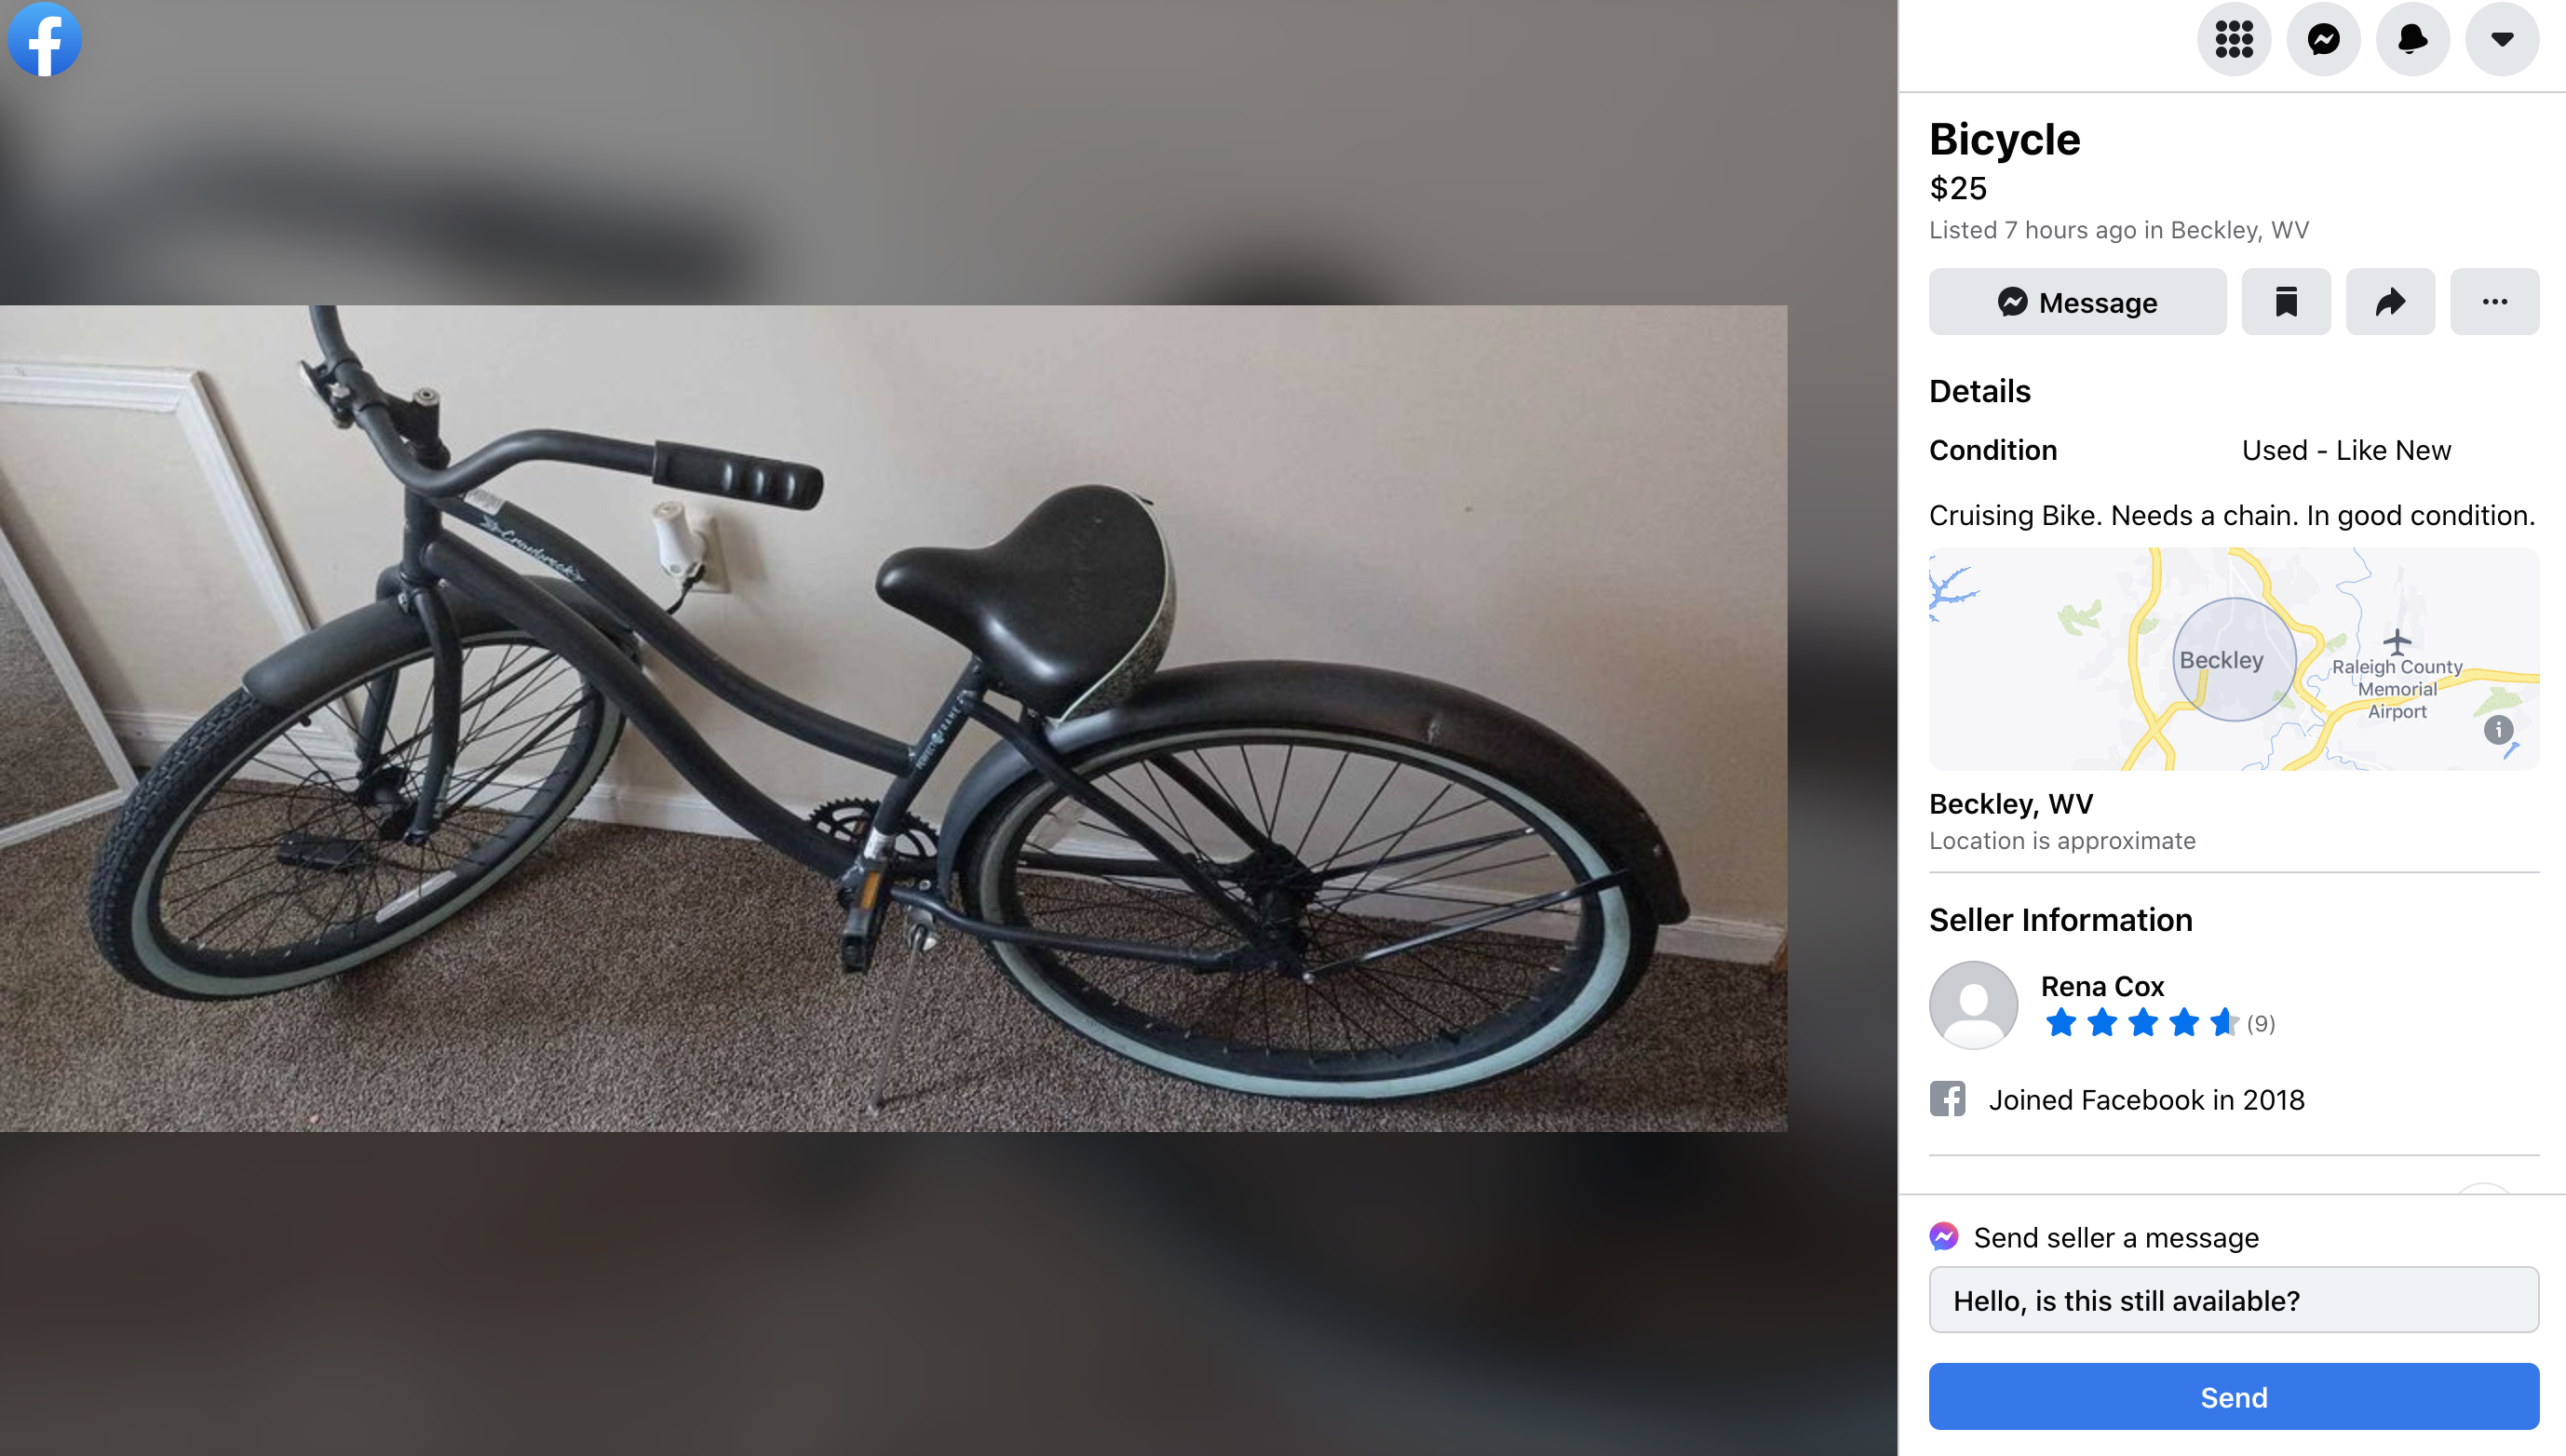 Bicycle
$25
Listed 7 hours ago in Beckley, WV
Message
Details
Condition Used - Like New
Cruising Bike. Needs a chain. In good condition.
Beckley
Raleigh County
Memorial
Airport
Beckley, WV
Location is approximate
Seller Information
Rena Cox
(9)
Joined Facebook in 2018
Send seller a message
Hello, is this still available?
Send
PERFECT FRAME